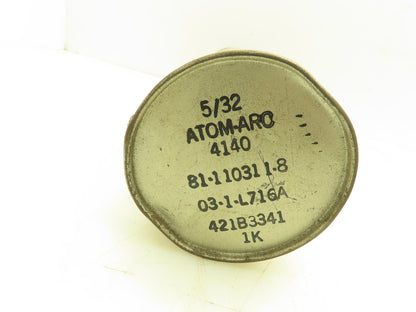 5/32
ATOM-ARC
4140
81-110311-8
03-1-L716A
421B3341
1K